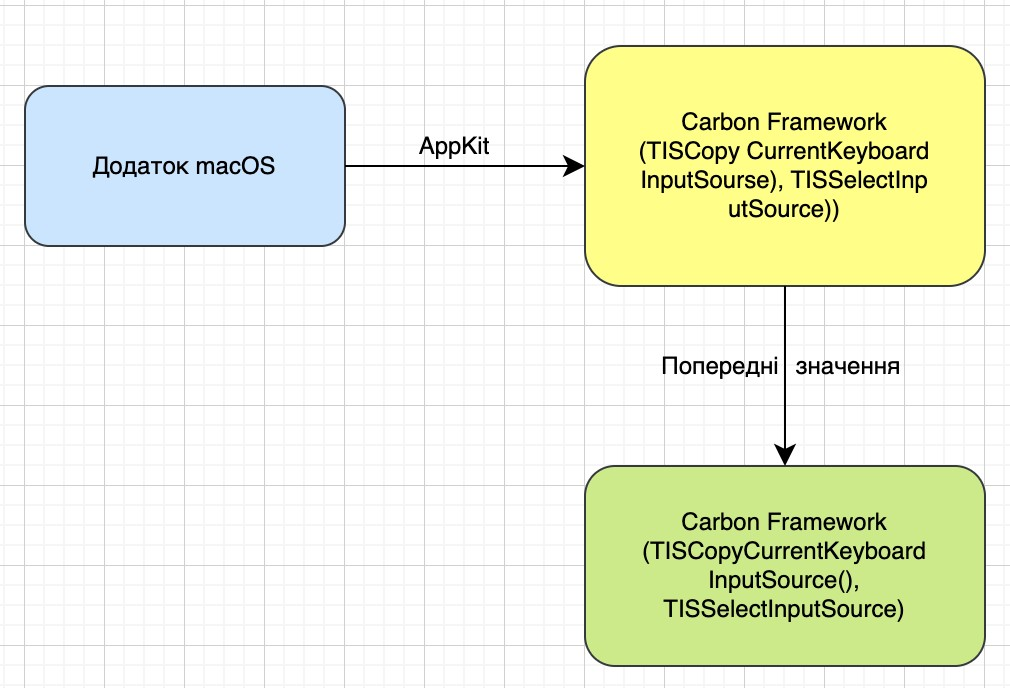 Додаток macOS
AppKit
Carbon Framework
(TISCopy CurrentKeyboard
InputSourse), TISSelectInp
utSource))
Попередні значення
Carbon Framework
(TISCopyCurrentKeyboard
InputSource(),
TISSelectInputSource)